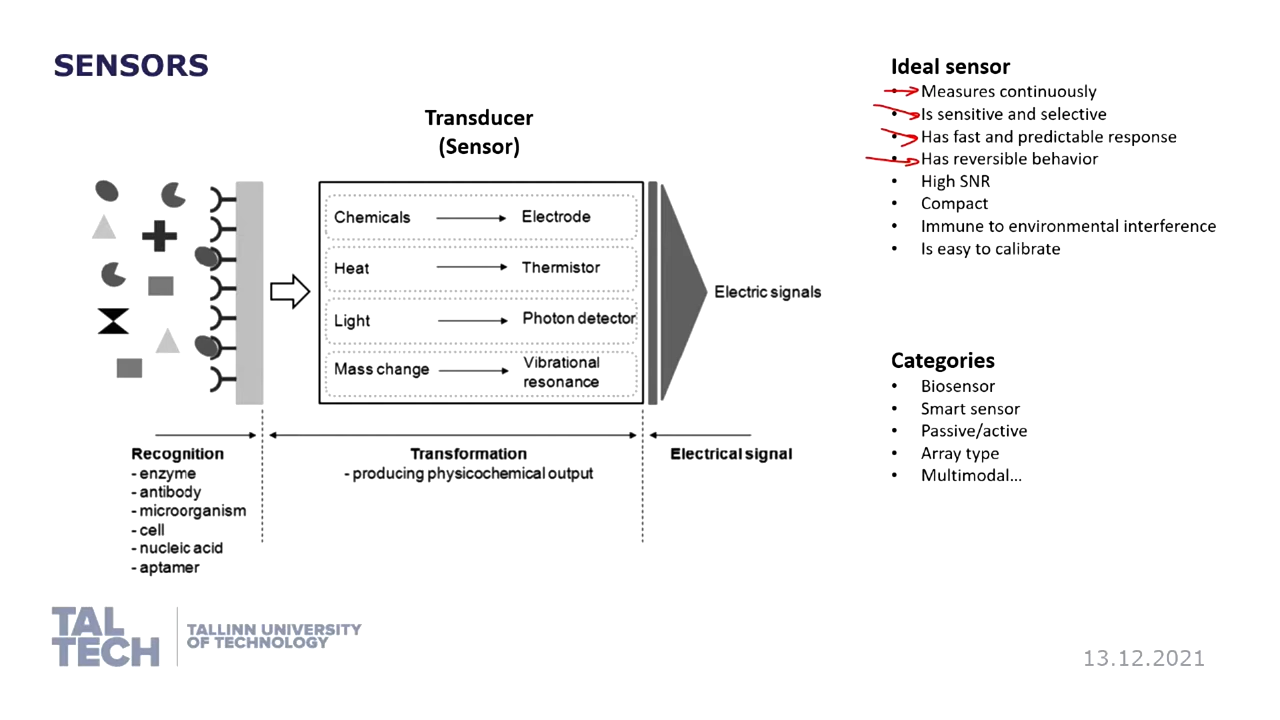 SENSORS
Transducer
(Sensor)
Chemicals
Electrode
Heat
Thermistor
Light
Photon detector
Mass change
Vibrational
resonance
Electric signals
Recognition
- enzyme
- antibody
- microorganism
- cell
- nucleic acid
- aptamer
Transformation
- producing physicochemical output
Electrical signal
Ideal sensor
• Measures continuously
• Is sensitive and selective
• Has fast and predictable response
• Has reversible behavior
• High SNR
• Compact
• Immune to environmental interference
• Is easy to calibrate
Categories
• Biosensor
• Smart sensor
• Passive/active
• Array type
• Multimodal...
TAL
TECH
TALLINN UNIVERSITY
OF TECHNOLOGY
13.12.2021